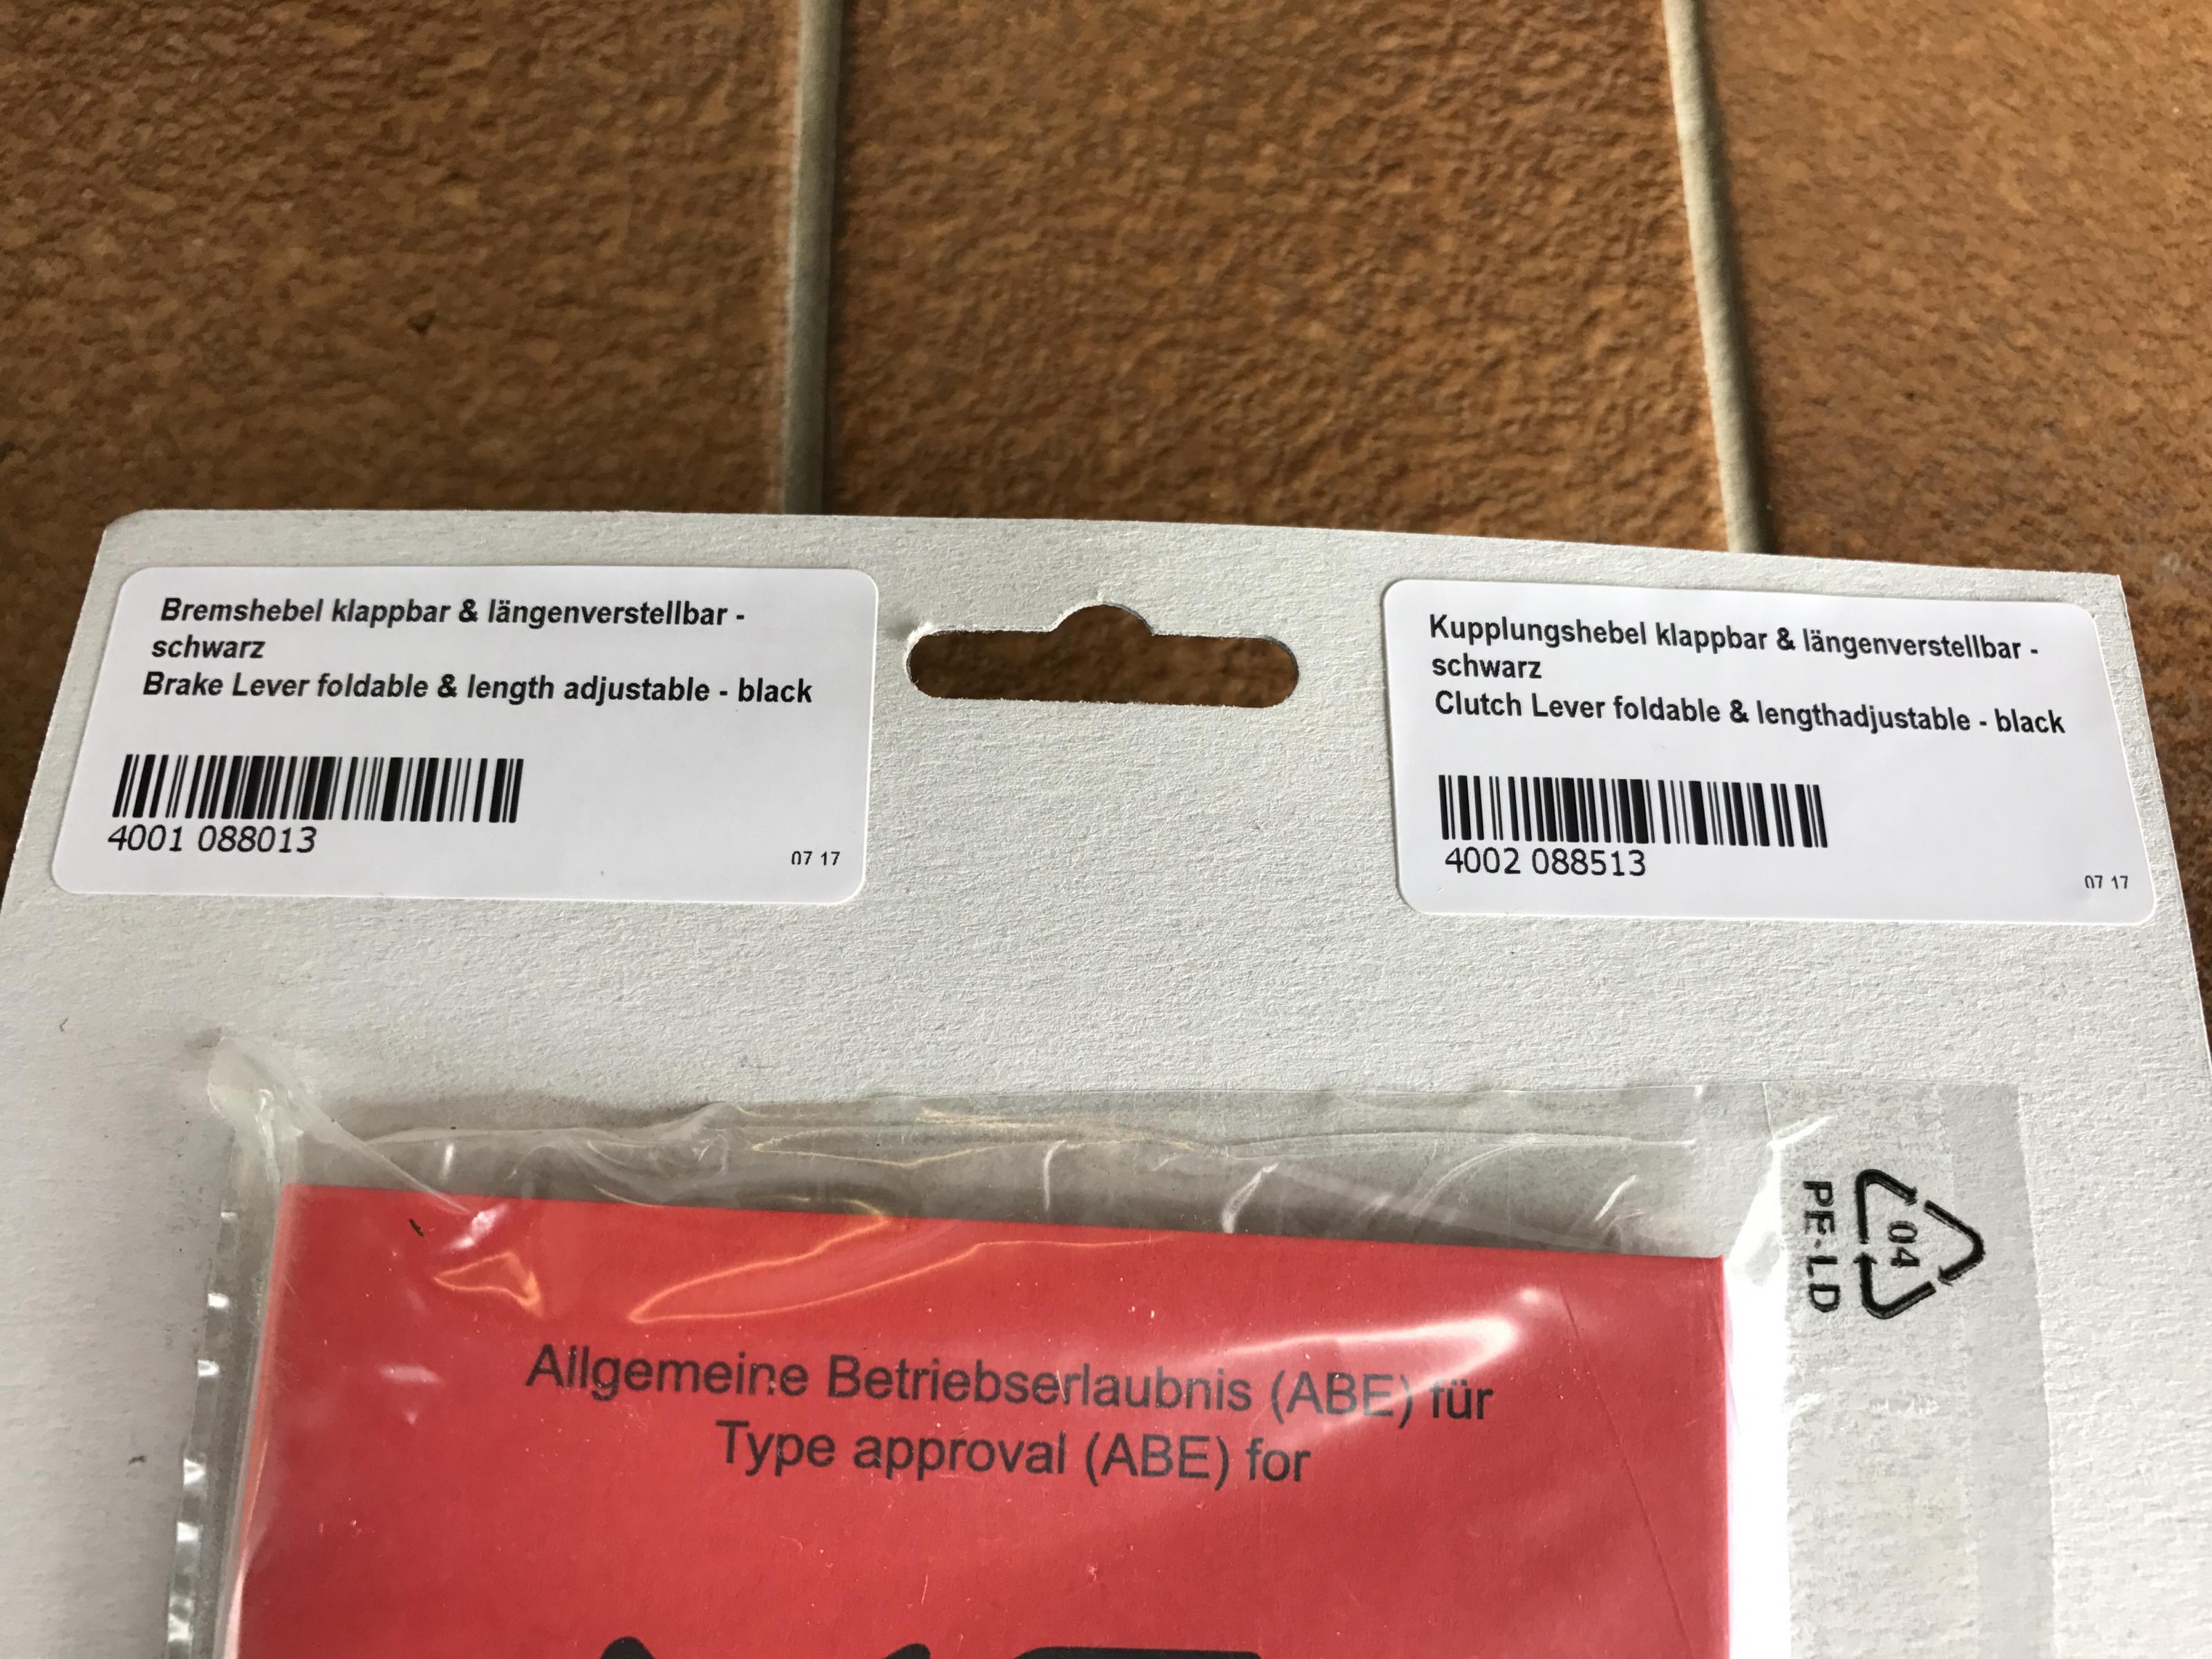 Bremshebel klappbar & längenverstellbar -
schwarz
Brake Lever foldable & length adjustable - black
4001 088013
07 17
Kupplungshebel klappbar & längenverstellbar -
schwarz
Clutch Lever foldable & lengthadjustable - black
4002 088513
07 17
04
PE-LD
Allgemeine Betriebserlaubnis (ABE) für
Type approval (ABE) for